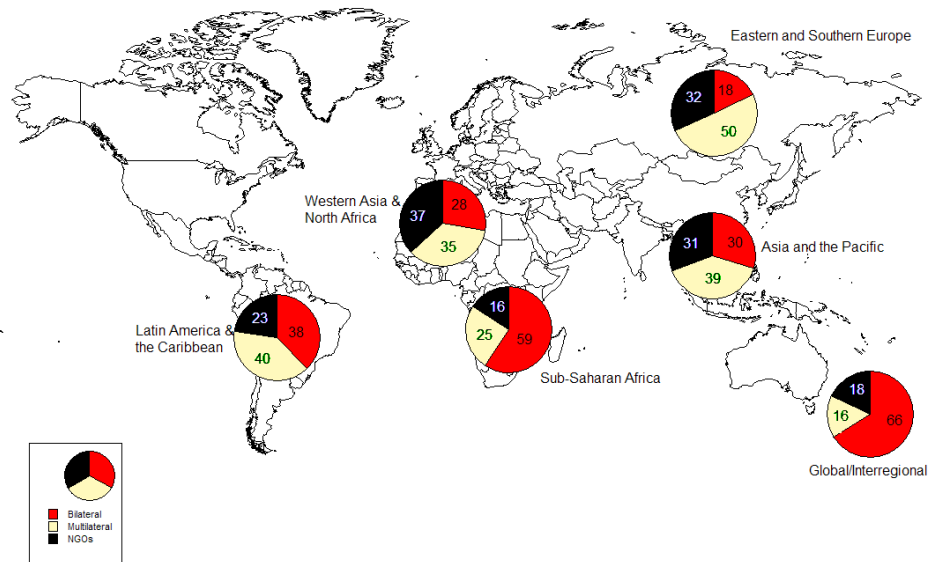 Eastern and Southern Europe
32 18
50
Western Asia &
North Africa
37 28
35
31 30
39
Asia and the Pacific
Latin America &
the Caribbean
23 38
40
16
25 59
Sub-Saharan Africa
18
16 66
Global/Interregional
Bilateral
Multilateral
NGOs